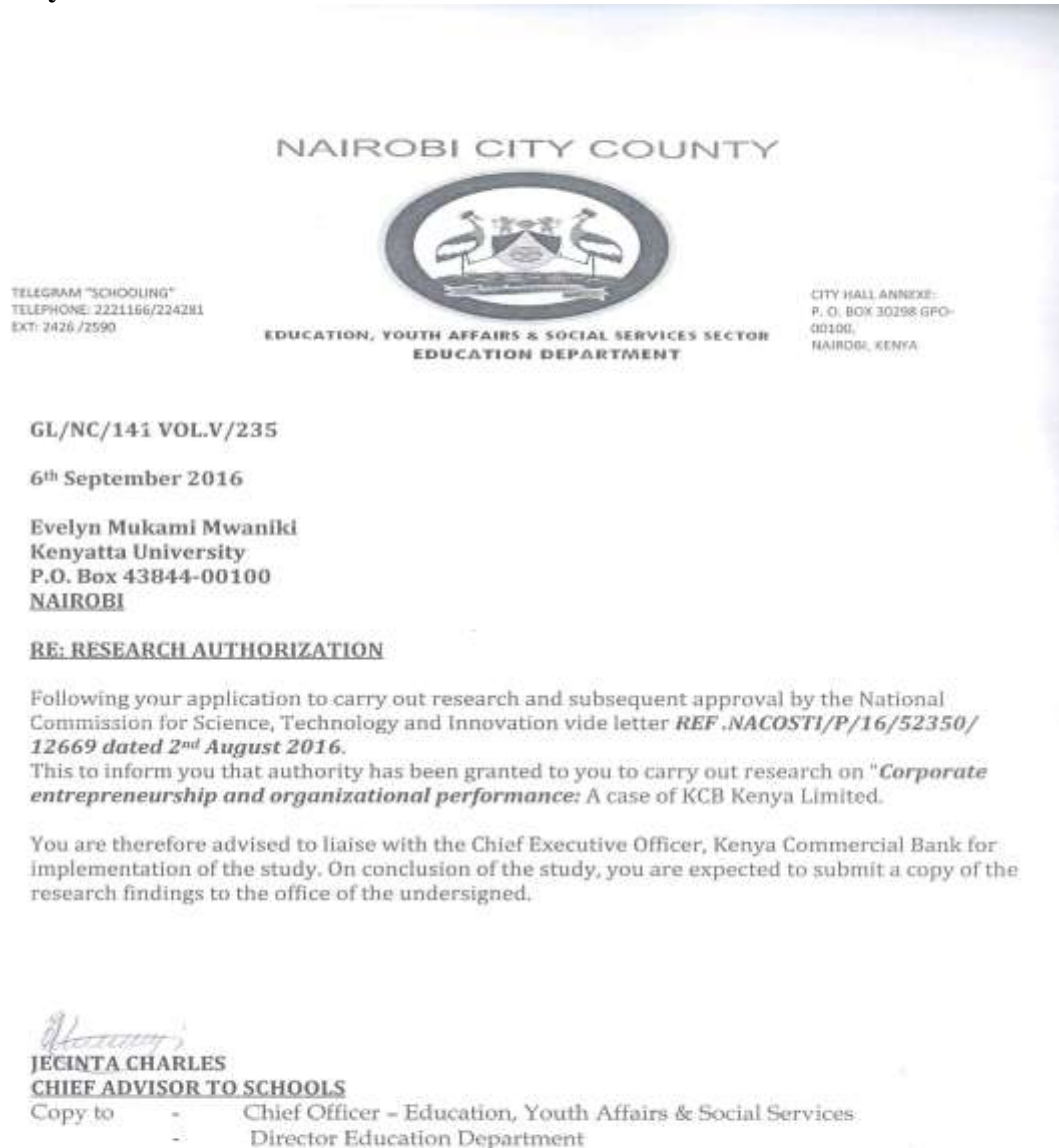 NAIROBI CITY COUNTY
TELEGRAM "SCHOOLING"
TELEPHONE: 2221166/224281
EXT: 2426 /2590
CITY HALL ANNEXE:
P. O. BOX 30298 GPO-
00100,
NAIROBI, KENYA
EDUCATION, YOUTH AFFAIRS & SOCIAL SERVICES SECTOR
EDUCATION DEPARTMENT
GL/NC/141 VOL.V/235
6th September 2016
Evelyn Mukami Mwaniki
Kenyatta University
P.O. Box 43844-00100
NAIROBI
RE: RESEARCH AUTHORIZATION
Following your application to carry out research and subsequent approval by the National
Commission for Science, Technology and Innovation vide letter REF .NACOSTI/P/16/52350/
12669 dated 2nd August 2016.
This to inform you that authority has been granted to you to carry out research on "Corporate
entrepreneurship and organizational performance: A case of KCB Kenya Limited.
You are therefore advised to liaise with the Chief Executive Officer, Kenya Commercial Bank for
implementation of the study. On conclusion of the study, you are expected to submit a copy of the
research findings to the office of the undersigned.
JECINTA CHARLES
CHIEF ADVISOR TO SCHOOLS
Copy to - Chief Officer – Education, Youth Affairs & Social Services
- Director Education Department